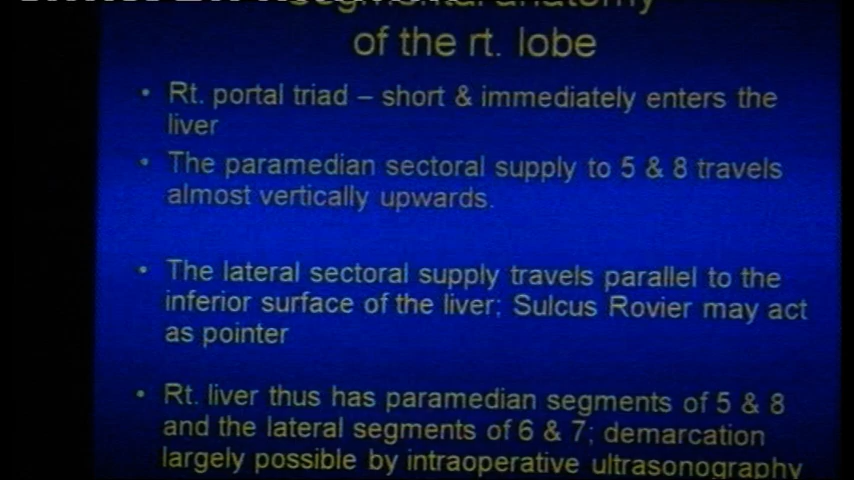 segmental anatomy
of the rt. lobe
• Rt. portal triad – short & immediately enters the
liver
• The paramedian sectoral supply to 5 & 8 travels
almost vertically upwards.
• The lateral sectoral supply travels parallel to the
inferior surface of the liver; Sulcus Rovier may act
as pointer
• Rt. liver thus has paramedian segments of 5 & 8
and the lateral segments of 6 & 7; demarcation
largely possible by intraoperative ultrasonography